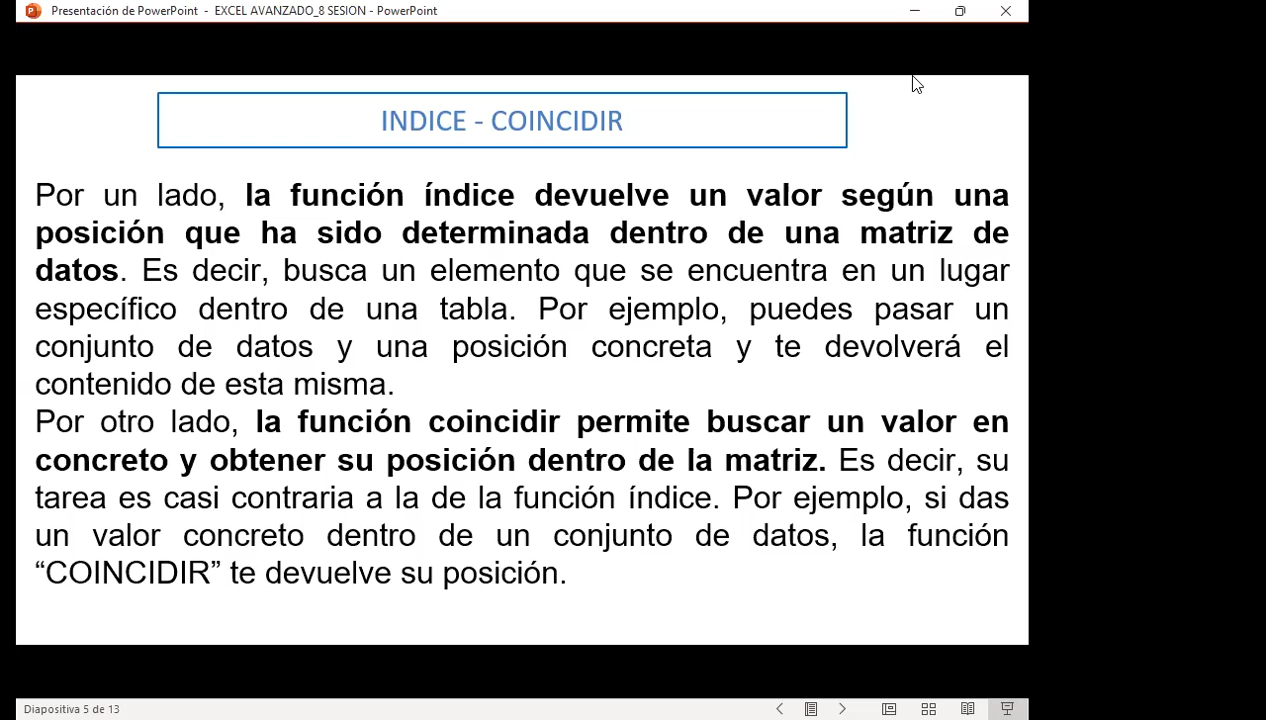 Presentación de PowerPoint - EXCEL AVANZADO_8 SESION - PowerPoint
INDICE - COINCIDIR
Por un lado, la función índice devuelve un valor según una
posición que ha sido determinada dentro de una matriz de
datos. Es decir, busca un elemento que se encuentra en un lugar
específico dentro de una tabla. Por ejemplo, puedes pasar un
conjunto de datos y una posición concreta y te devolverá el
contenido de esta misma.
Por otro lado, la función coincidir permite buscar un valor en
concreto y obtener su posición dentro de la matriz. Es decir, su
tarea es casi contraria a la de la función índice. Por ejemplo, si das
un valor concreto dentro de un conjunto de datos, la función
“COINCIDIR” te devuelve su posición.
Diapositiva 5 de 13